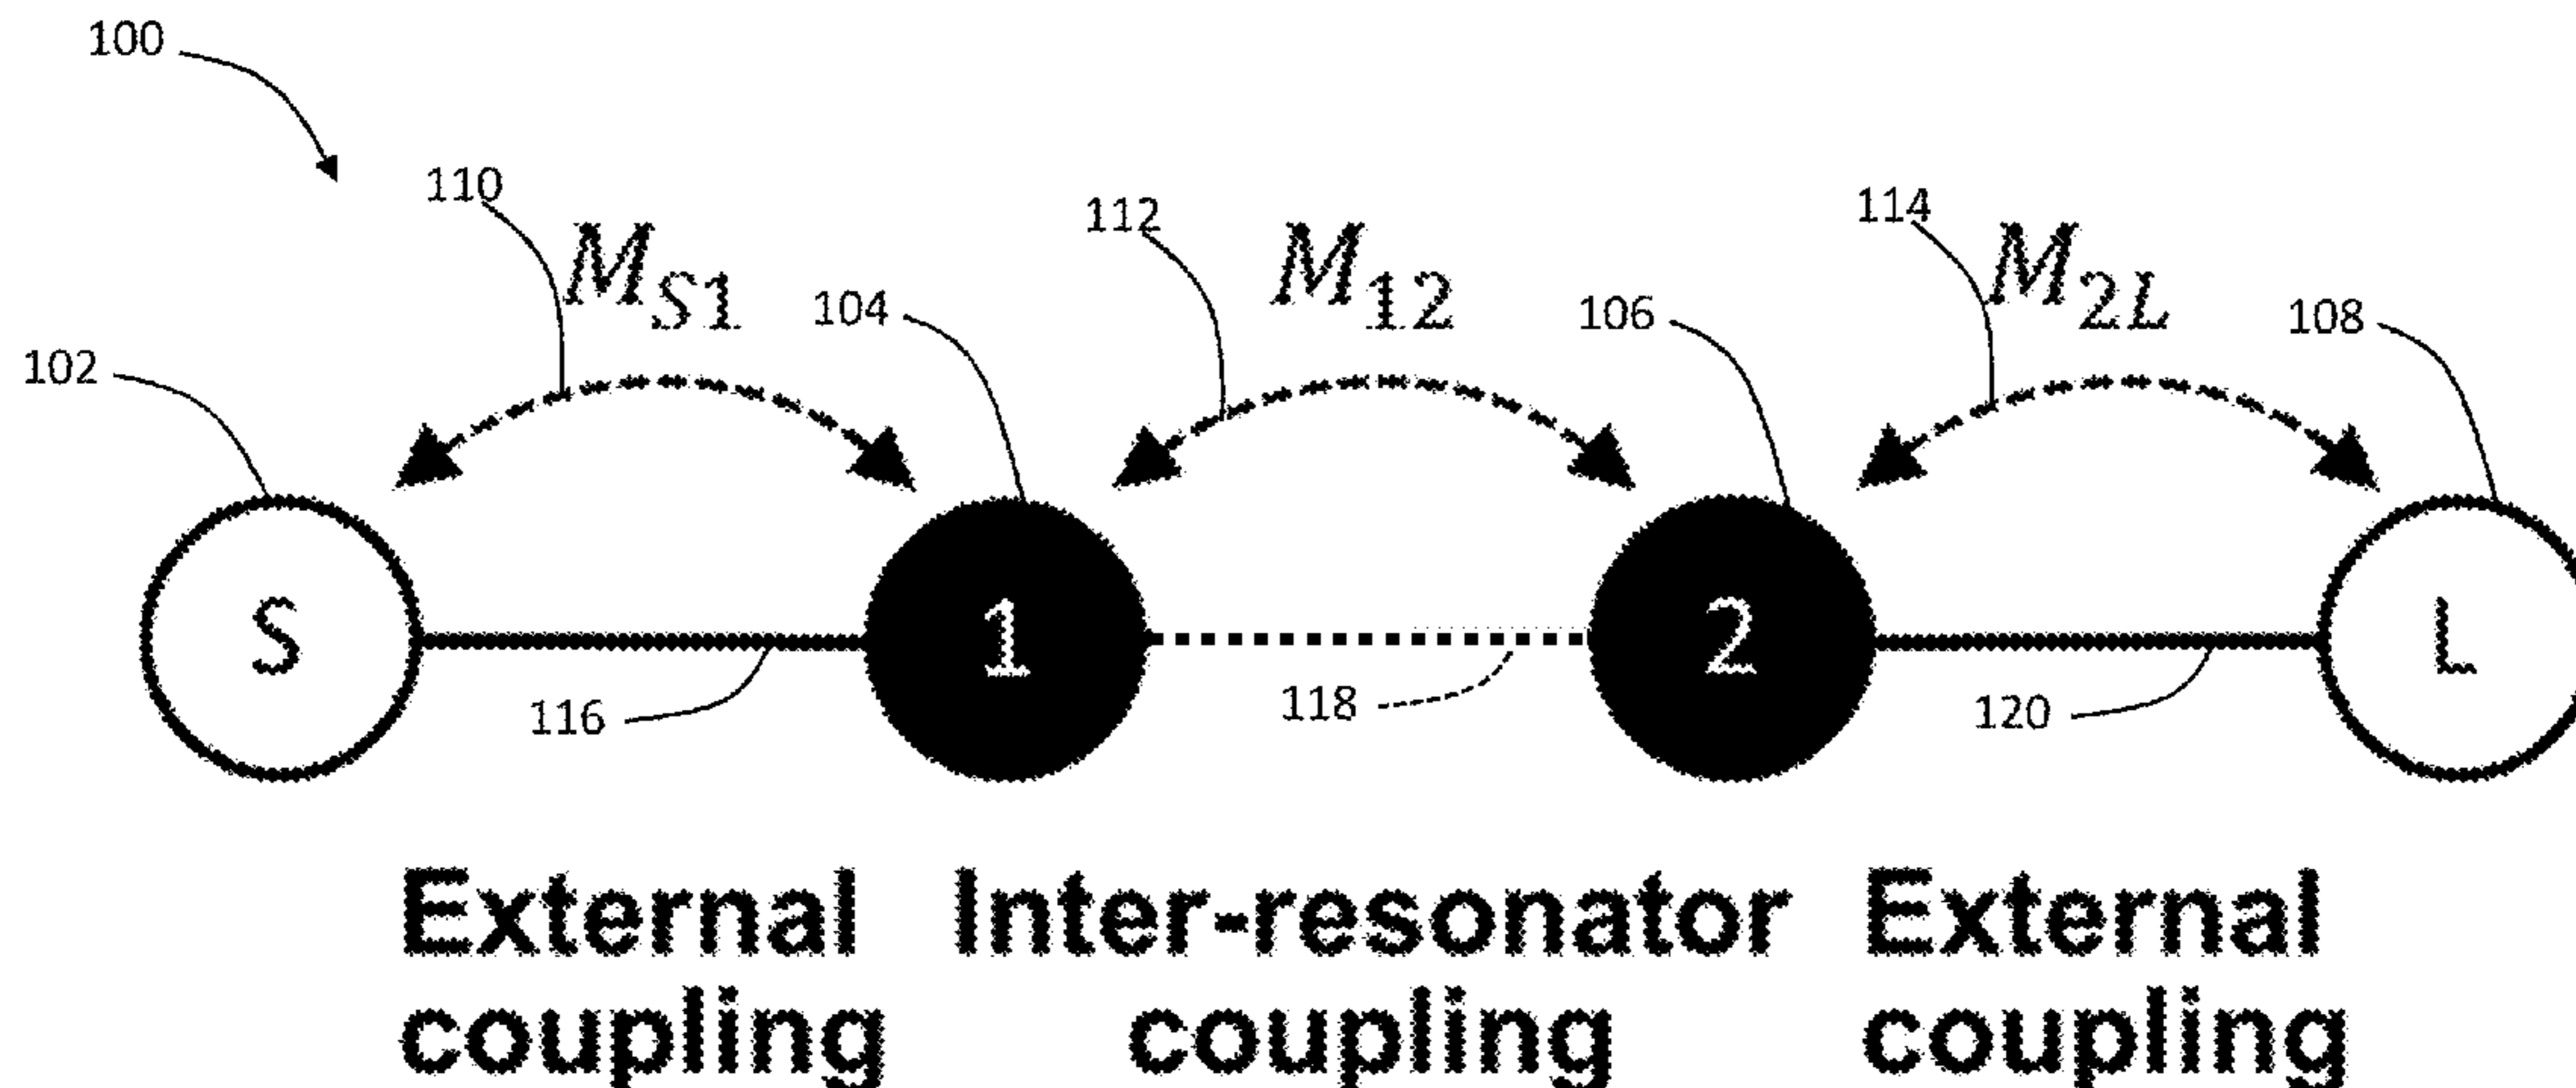 100
110
M_{S1}
112
M_{12}
114
M_{2L}
102
104
106
108
S
1
2
L
116
118
120
External coupling
Inter-resonator coupling
External coupling